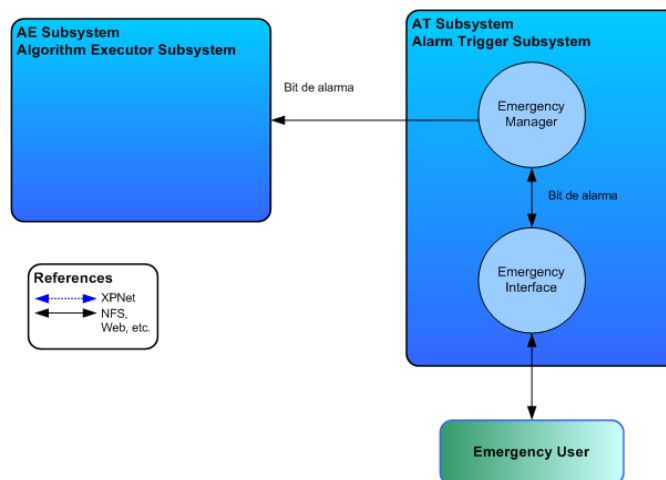 AE Subsystem
Algorithm Executor Subsystem
AT Subsystem
Alarm Trigger Subsystem
Bit de alarma
Emergency
Manager
Bit de alarma
Emergency
Interface
References
XPNet
NFS,
Web, etc.
Emergency User